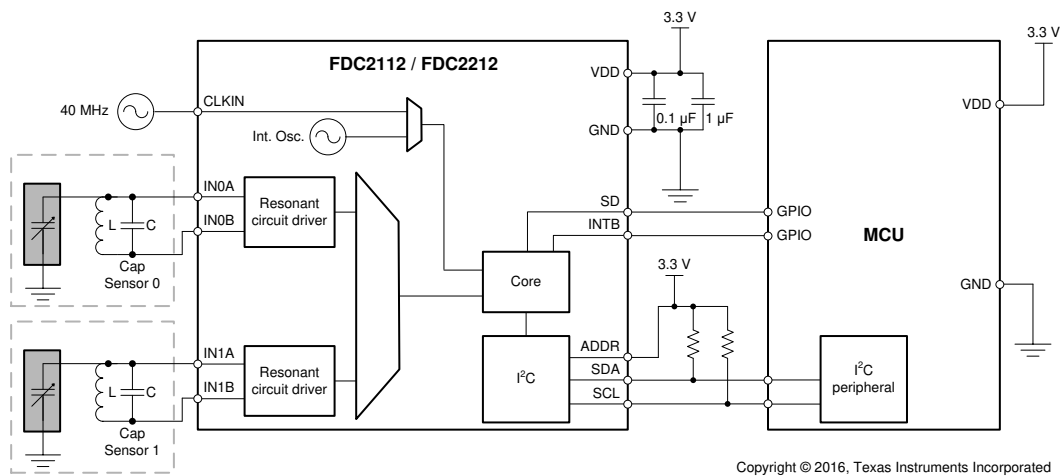 3.3 V
3.3 V
FDC2112 / FDC2212
VDD
40 MHz
CLKIN
VDD
0.1 µF
1 µF
Int. Osc.
GND
IN0A
Resonant
circuit driver
SD
GPIO
L
C
IN0B
INTB
GPIO
MCU
Cap
Sensor 0
3.3 V
Core
GND
ADDR
IN1A
Resonant
circuit driver
I²C
SDA
I²C
peripheral
L
C
IN1B
SCL
Cap
Sensor 1
Copyright © 2016, Texas Instruments Incorporated